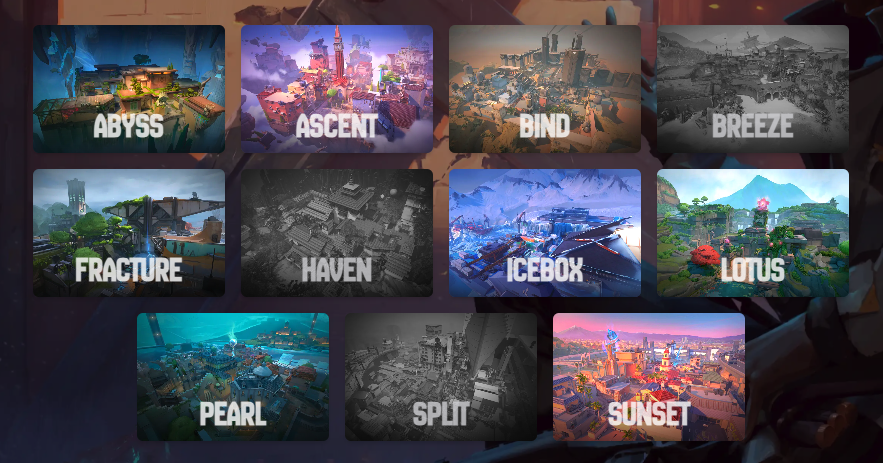 ABYSS
ASCENT
BIND
BREEZE
FRACTURE
HAVEN
ICEBOX
LOTUS
PEARL
SPLIT
SUNSET